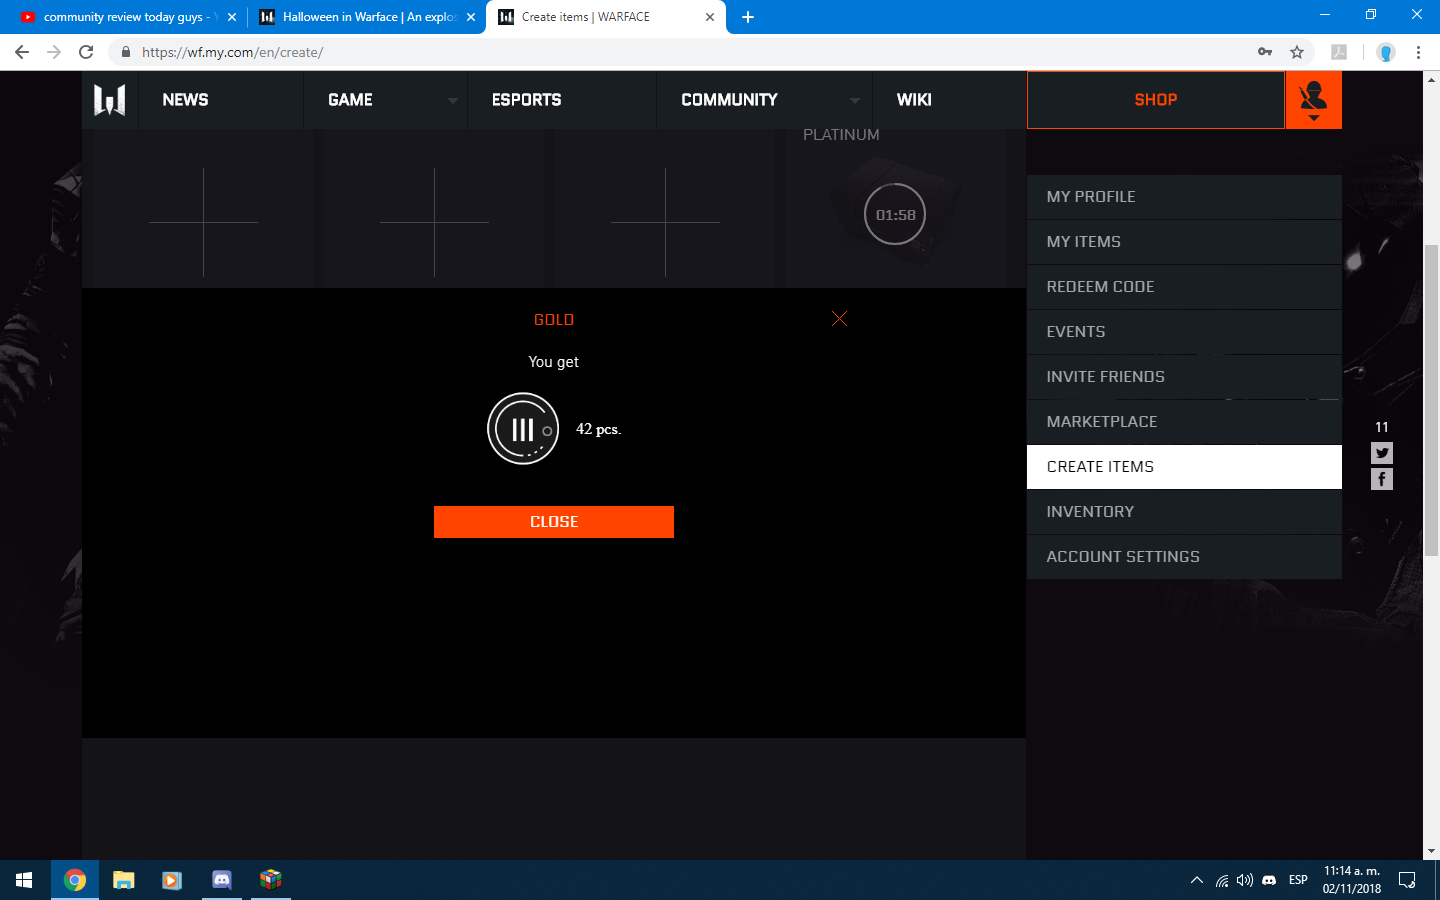 community review today guys - Y
Halloween in Warface | An explos
Create items | WARFACE
https://wf.my.com/en/create/
NEWS
GAME
ESPORTS
COMMUNITY
WIKI
SHOP
PLATINUM
01:58
MY PROFILE
MY ITEMS
REDEEM CODE
EVENTS
INVITE FRIENDS
MARKETPLACE
CREATE ITEMS
INVENTORY
ACCOUNT SETTINGS
11
GOLD
You get
III
42 pcs.
CLOSE
ESP
11:14 a. m.
02/11/2018